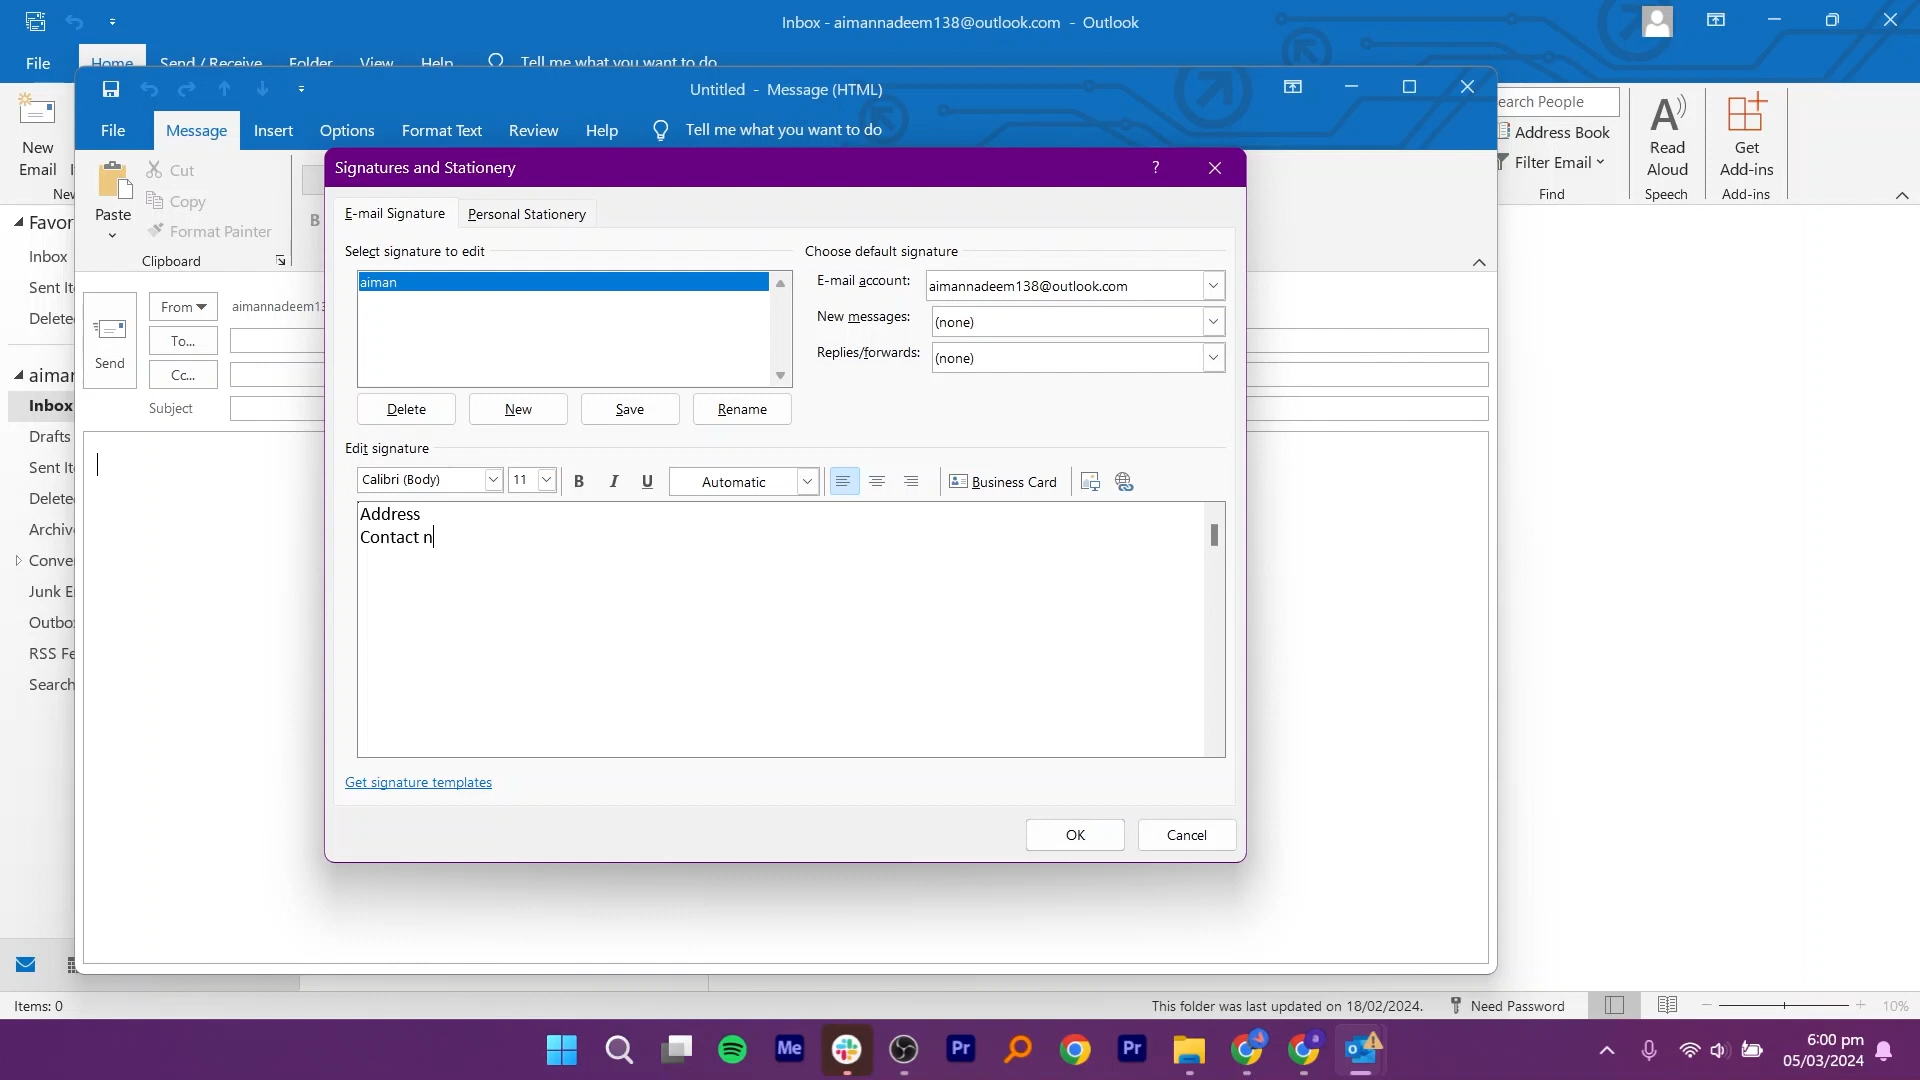 Inbox - aimannadeem138@outlook.com - Outlook
File Home Send / Receive Folder View Help Tell me what you want to do
Untitled - Message (HTML)
File Message Insert Options Format Text Review Help Tell me what you want to do
New
Email
Paste
Cut
Copy
Format Painter
Clipboard
B
earch People
Address Book
Filter Email
Find
Read
Aloud
Speech
Get
Add-ins
Add-ins
Favor
Inbox
Sent It
Delete
aimar
Inbox
Drafts
Sent It
Delete
Archiv
Conve
Junk E
Outbo
RSS Fe
Search
Send
From
To...
Cc...
Subject
Signatures and Stationery ?
E-mail Signature Personal Stationery
Select signature to edit
aiman
Delete New Save Rename
Choose default signature
E-mail account: aimannadeem138@outlook.com
New messages: (none)
Replies/forwards: (none)
Edit signature
Calibri (Body) 11 B I U Automatic Business Card
Address
Contact n
Get signature templates
OK Cancel
Items: 0 This folder was last updated on 18/02/2024. Need Password 10%
Me Pr Pr
6:00 pm
05/03/2024